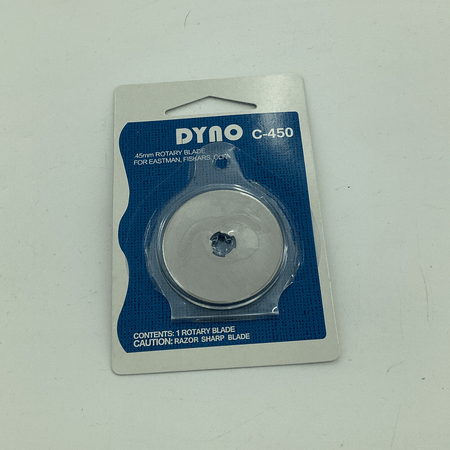 DYNO C-450
45mm ROTARY BLADE
FOR EASTMAN, FISKARS, OLFA
CONTENTS: 1 ROTARY BLADE
CAUTION: RAZOR SHARP BLADE